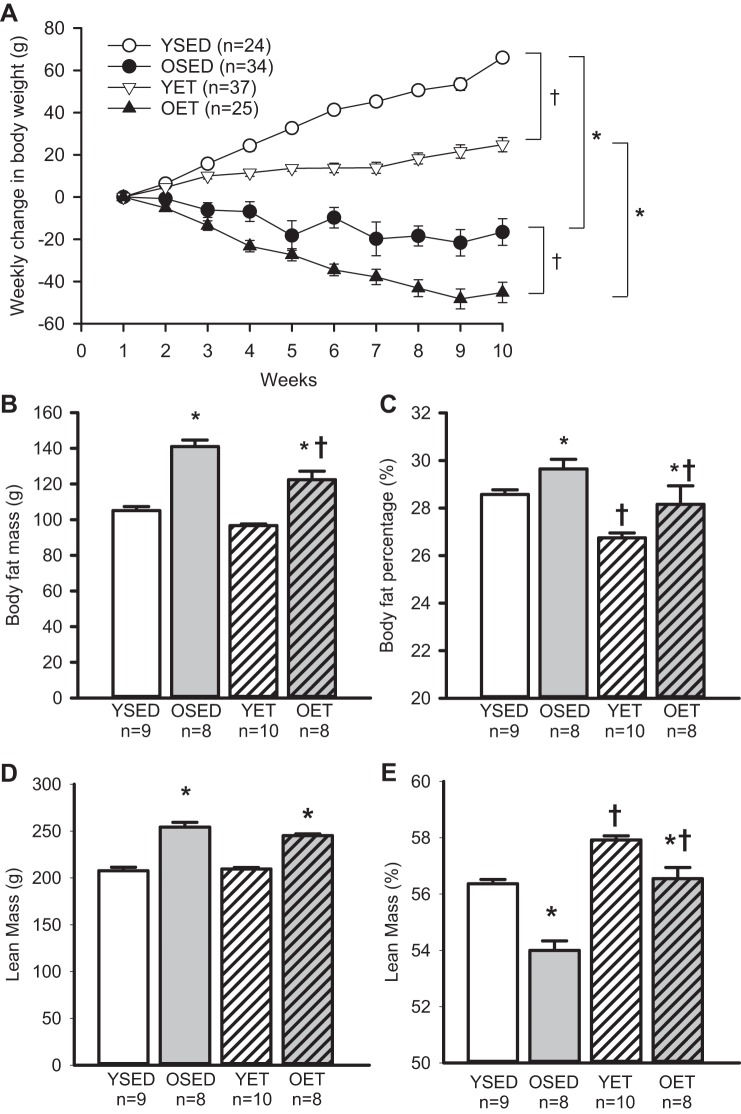 A
Weekly change in body weight (g)
80
60
40
20
0
-20
-40
-60
YSED (n=24)
OSED (n=34)
YET (n=37)
OET (n=25)
†
*
*
†
0 1 2 3 4 5 6 7 8 9 10
Weeks
B
Body fat mass (g)
160
140
120
100
80
60
40
20
0
*
* †
YSED OSED YET OET
n=9 n=8 n=10 n=8
C
Body fat percentage (%)
32
30
28
26
24
22
20
*
†
*†
YSED OSED YET OET
n=9 n=8 n=10 n=8
D
Lean Mass (g)
300
250
200
150
100
50
0
*
*
YSED OSED YET OET
n=9 n=8 n=10 n=8
E
Lean Mass (%)
60
58
56
54
52
50
*
†
*†
YSED OSED YET OET
n=9 n=8 n=10 n=8